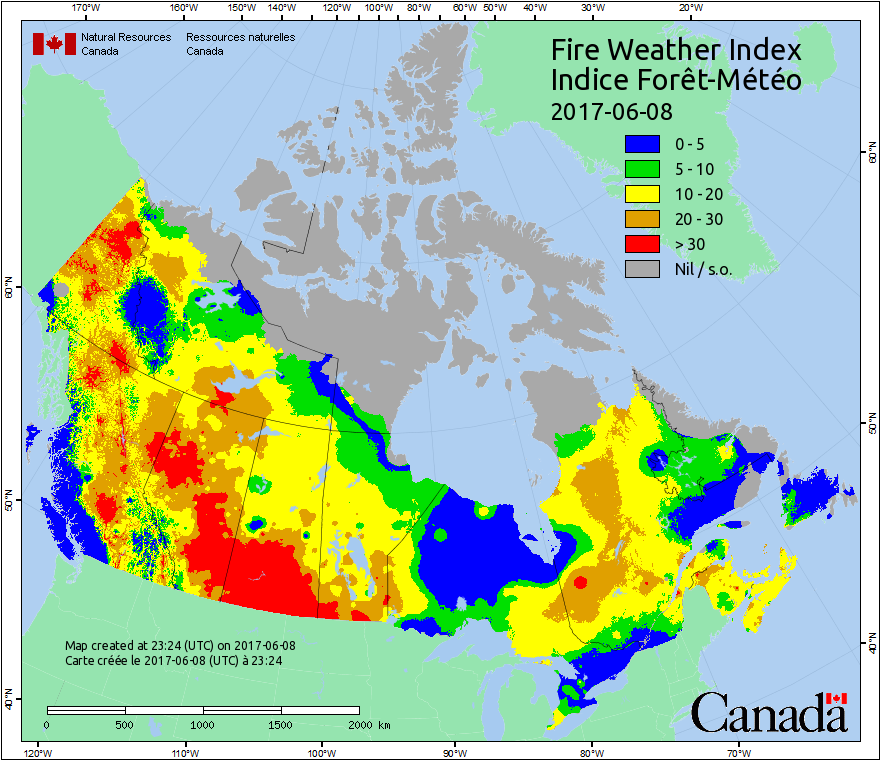 170°W 160°W 150°W 140°W 130°W 120°W 110°W 100°W 90°W 80°W 70°W 60°W 50°W 40°W 30°W 20°W
Natural Resources Ressources naturelles
Canada Canada
Fire Weather Index
Indice Forêt-Météo
2017-06-08
0 - 5
5 - 10
10 - 20
20 - 30
> 30
Nil / s.o.
60°N
60°N
50°N
50°N
40°N
40°N
Map created at 23:24 (UTC) on 2017-06-08
Carte créée le 2017-06-08 (UTC) à 23:24
0 500 1000 1500 2000 km
Canada
120°W 110°W 100°W 90°W 80°W 70°W